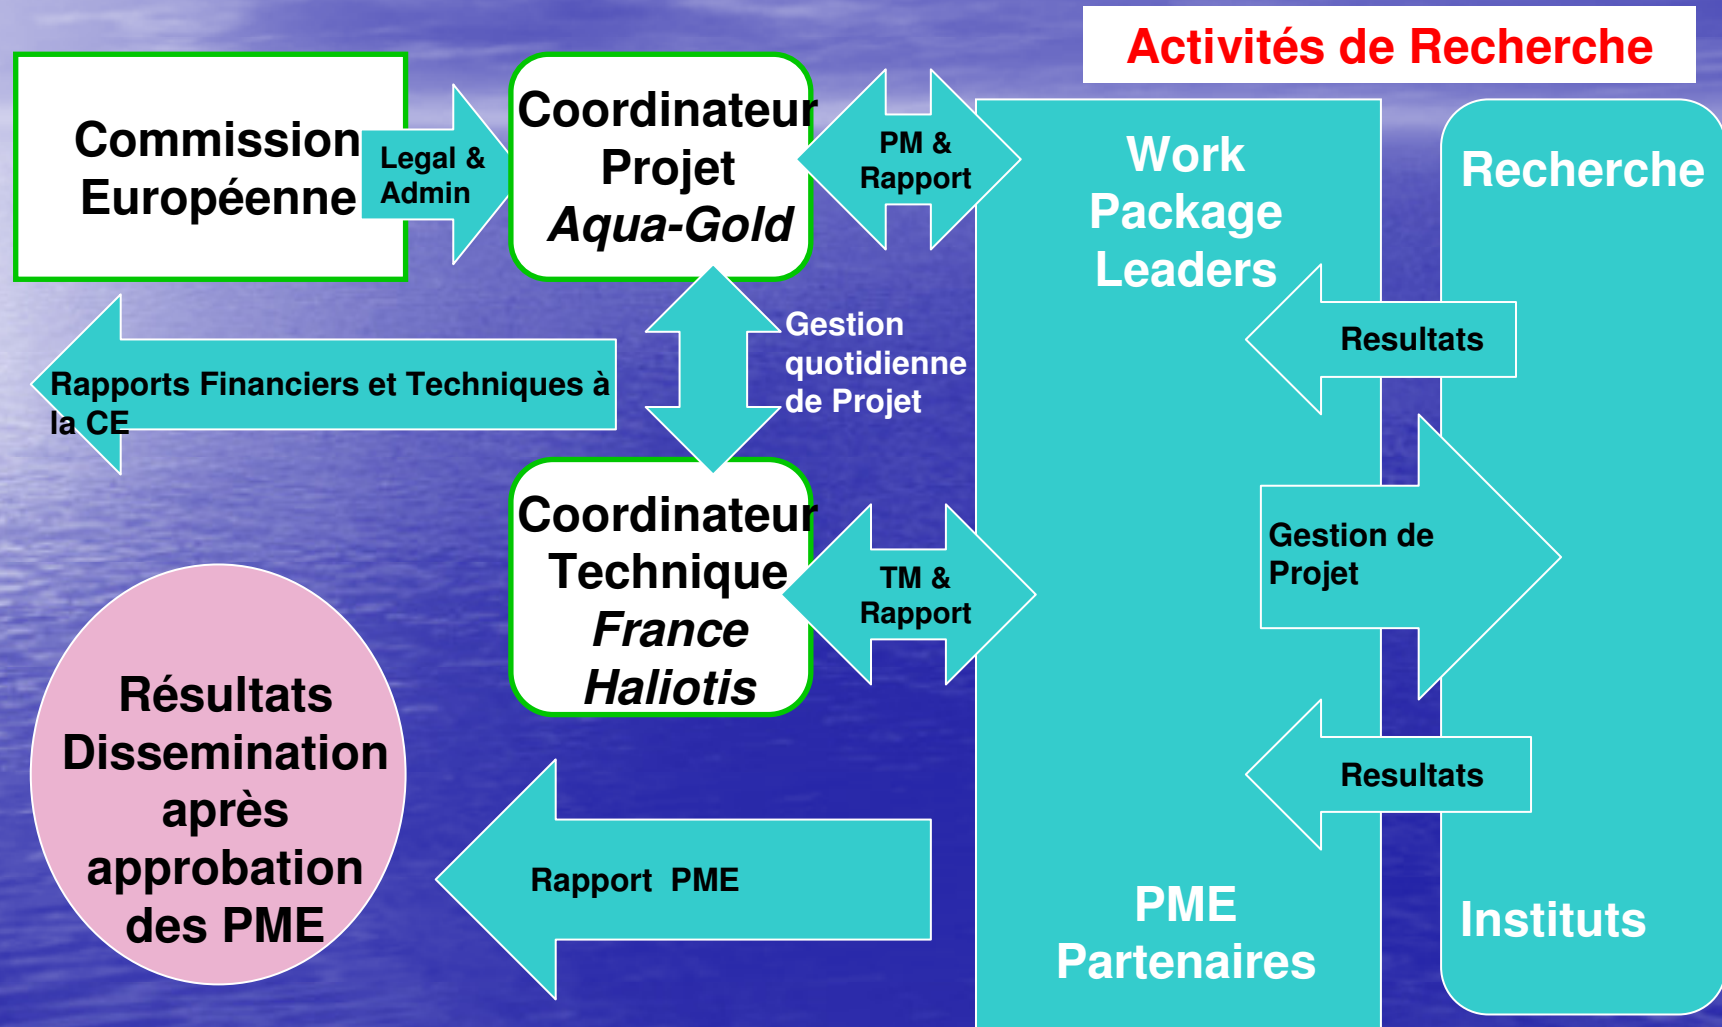 Activités de Recherche
Commission
Européenne
Legal &
Admin
Coordinateur
Projet
Aqua-Gold
PM &
Rapport
Work
Package
Leaders
Recherche
Resultats
Gestion
quotidienne
de Projet
Rapports Financiers et Techniques à
la CE
Coordinateur
Technique
France
Haliotis
TM &
Rapport
Gestion de
Projet
Résultats
Dissemination
après
approbation
des PME
Resultats
Rapport PME
PME
Partenaires
Instituts